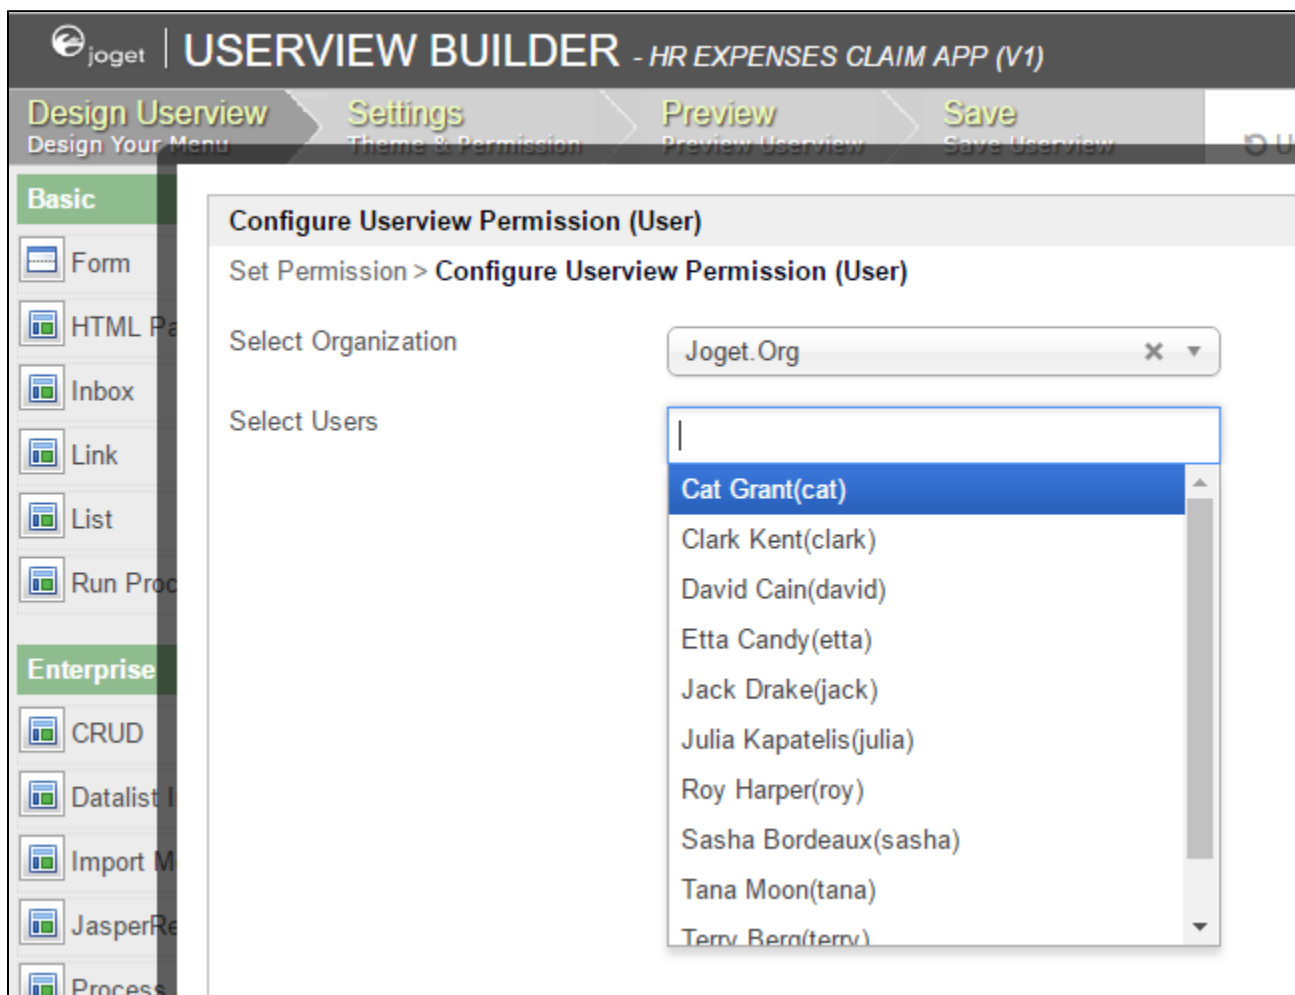 joget | USERVIEW BUILDER - HR EXPENSES CLAIM APP (V1)
Design Userview Settings Preview Save
Design Your Menu Theme & Permission Preview Userview Save Userview
Basic
Form
HTML
Inbox
Link
List
Run
Enterprise
CRUD
Datalist
Import
Process
Configure Userview Permission (User)
Set Permission > Configure Userview Permission (User)
Select Organization Joget.Org
Select Users
Cat Grant(cat)
Clark Kent(clark)
David Cain(david)
Etta Candy(etta)
Jack Drake(jack)
Julia Kapatelis(julia)
Roy Harper(roy)
Sasha Bordeaux(sasha)
Tana Moon(tana)
Terry Berg(terry)